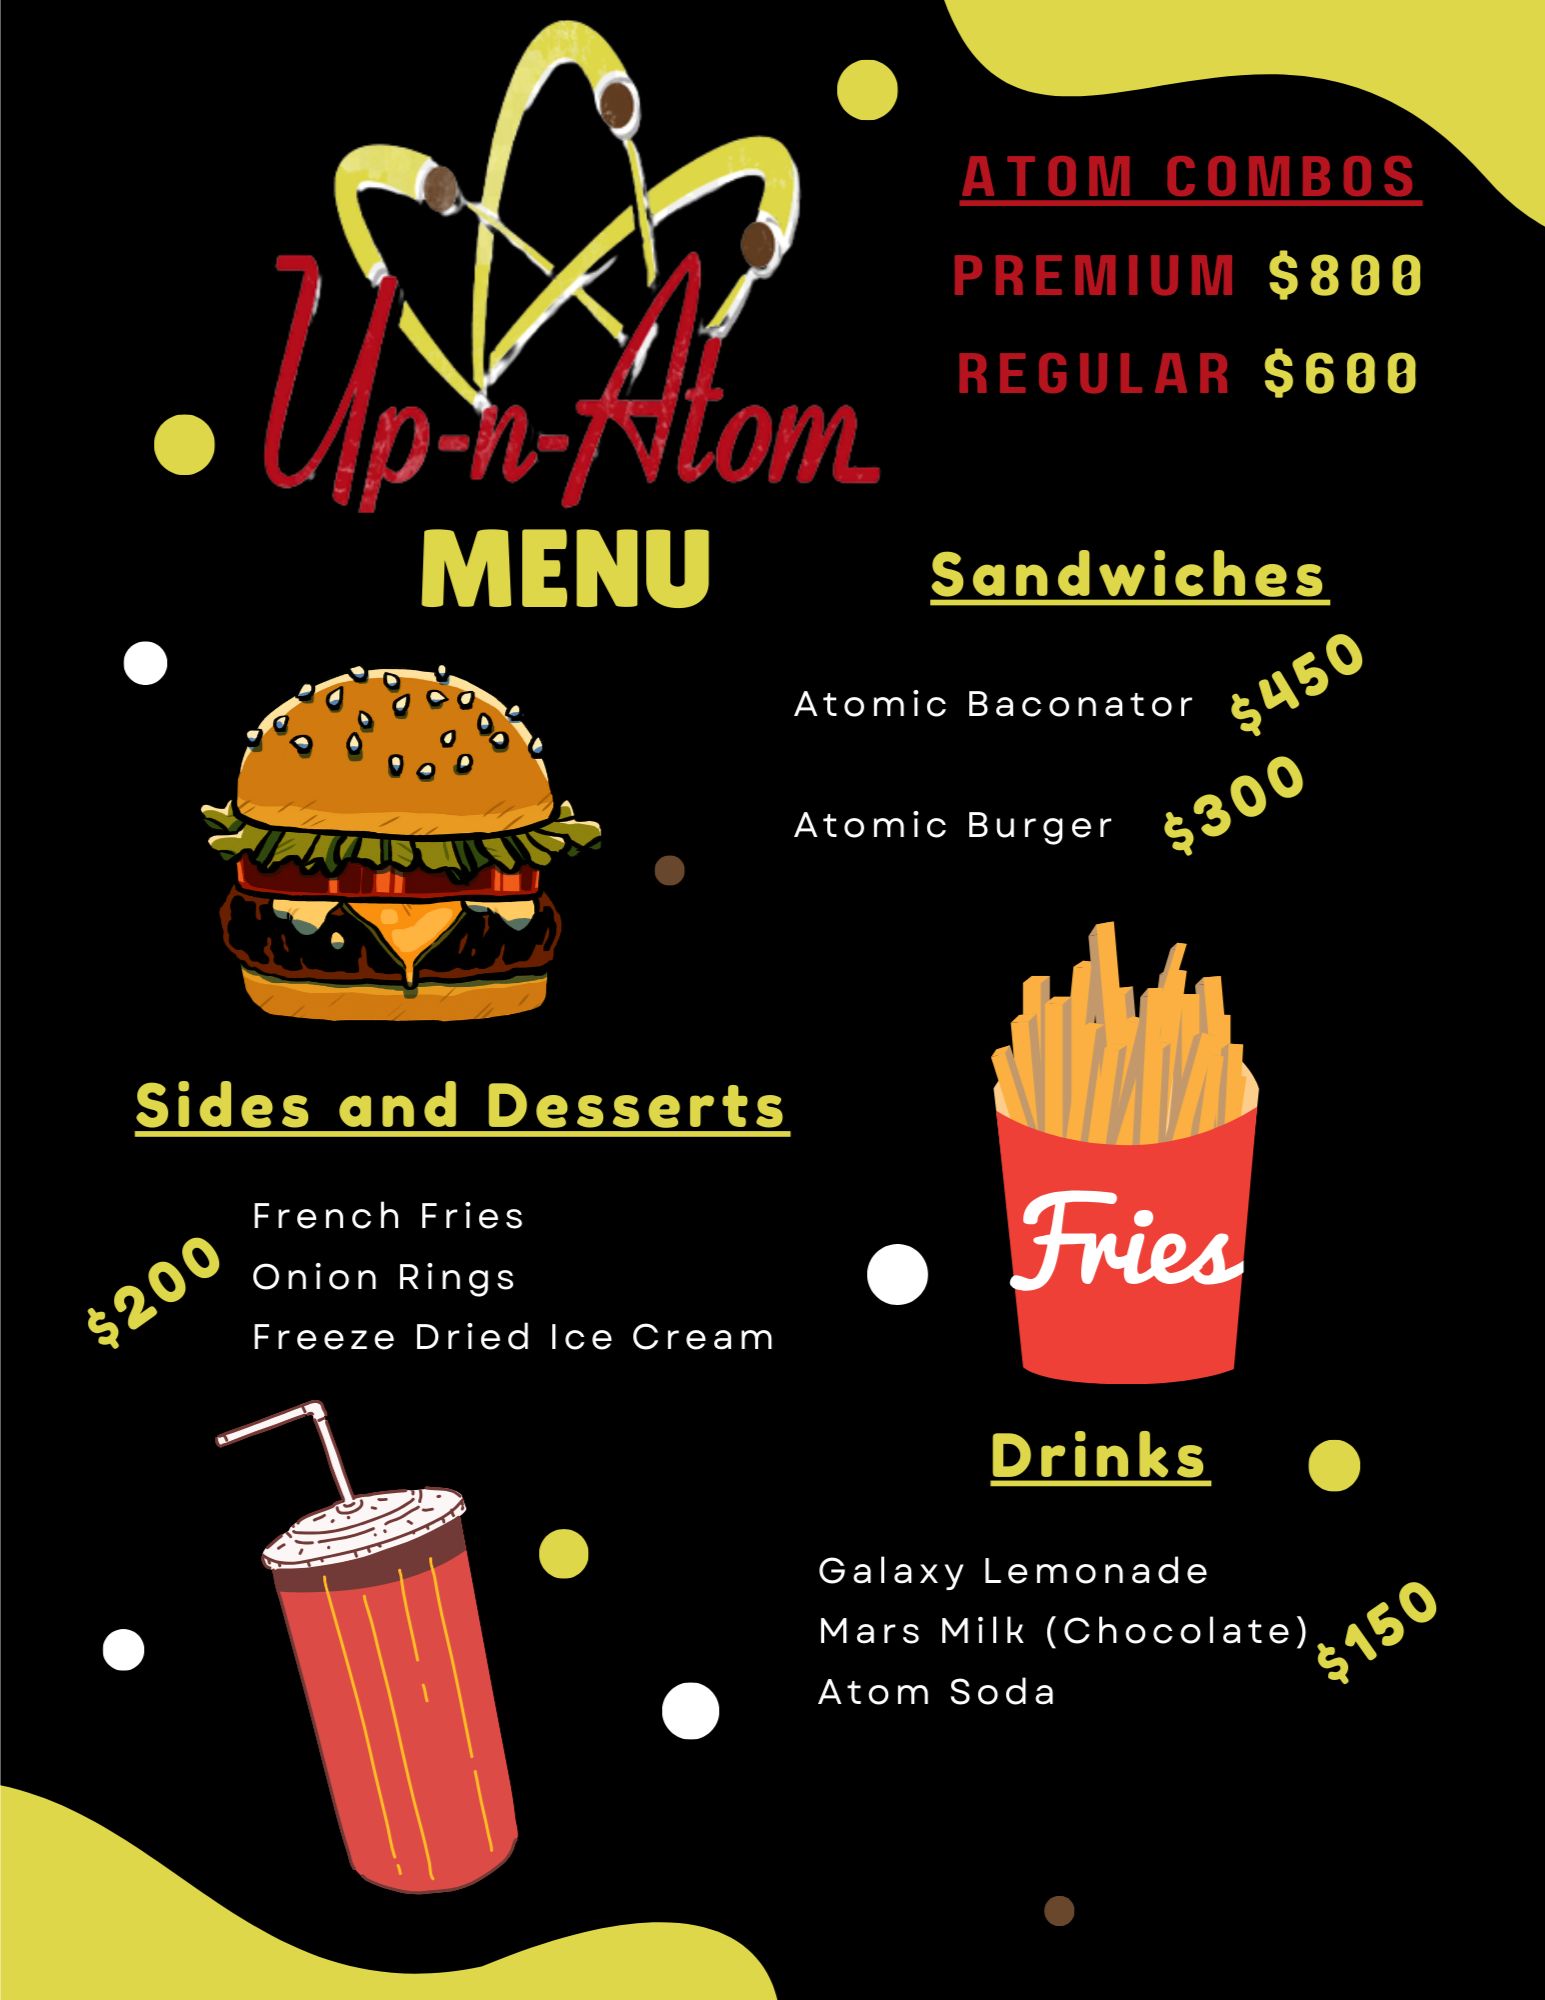 Up-n-Atom
MENU
ATOM COMBOS
PREMIUM $800
REGULAR $600
Sandwiches
Atomic Baconator $450
Atomic Burger $300
Sides and Desserts
$200
French Fries
Onion Rings
Freeze Dried Ice Cream
Fries
Drinks
Galaxy Lemonade
Mars Milk (Chocolate)
Atom Soda
$150